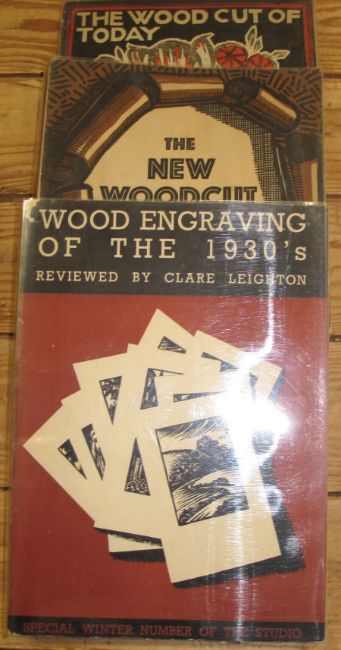 THE WOOD CUT OF
TODAY
THE
NEW
WOODCUT
WOOD ENGRAVING
OF THE 1930's
REVIEWED BY CLARE LEIGHTON
SPECIAL WINTER NUMBER OF THE STUDIO